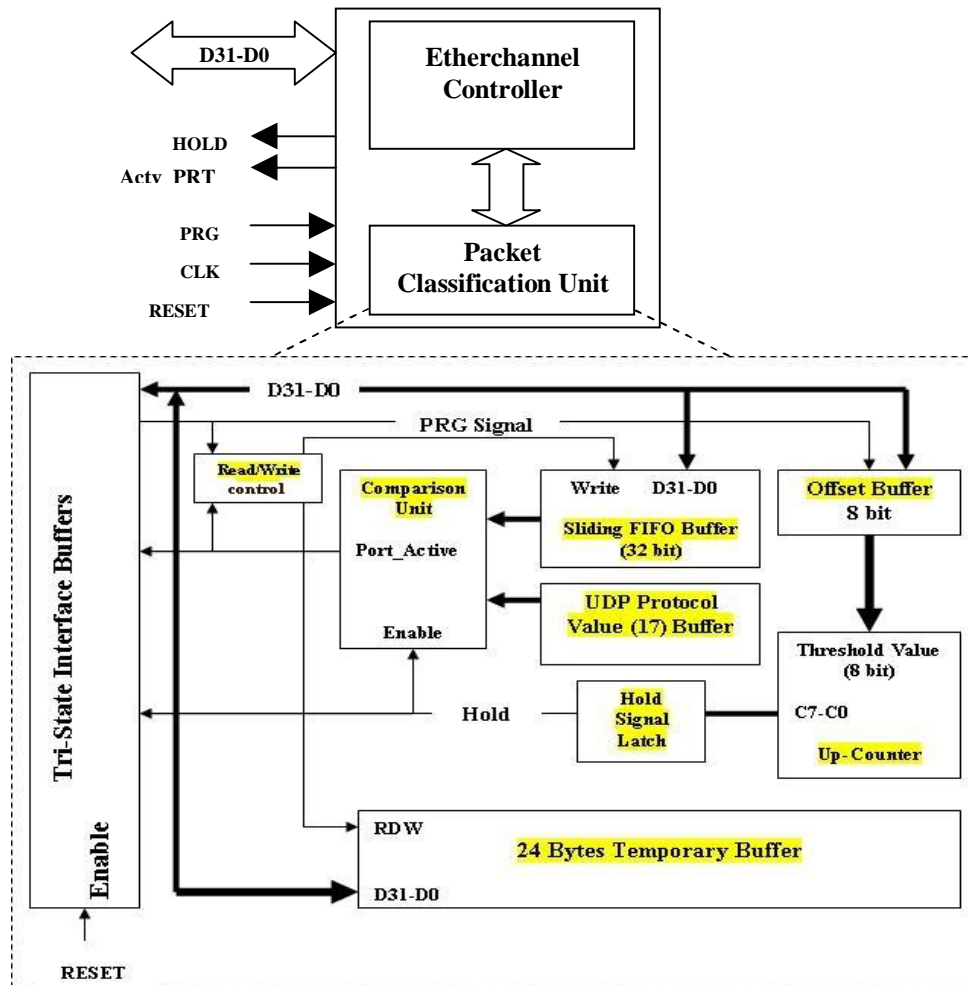 D31-D0
Etherchannel
Controller
HOLD
Actv PRT
PRG
CLK
RESET
Packet
Classification Unit
D31-D0
PRG Signal
Read/Write
control
Comparison
Unit
Port_Active
Enable
Write D31-D0
Sliding FIFO Buffer
(32 bit)
Offset Buffer
8 bit
UDP Protocol
Value (17) Buffer
Threshold Value
(8 bit)
C7-C0
Up-Counter
Hold
Hold
Signal
Latch
Tri-State Interface Buffers
Enable
RDW
24 Bytes Temporary Buffer
D31-D0
RESET